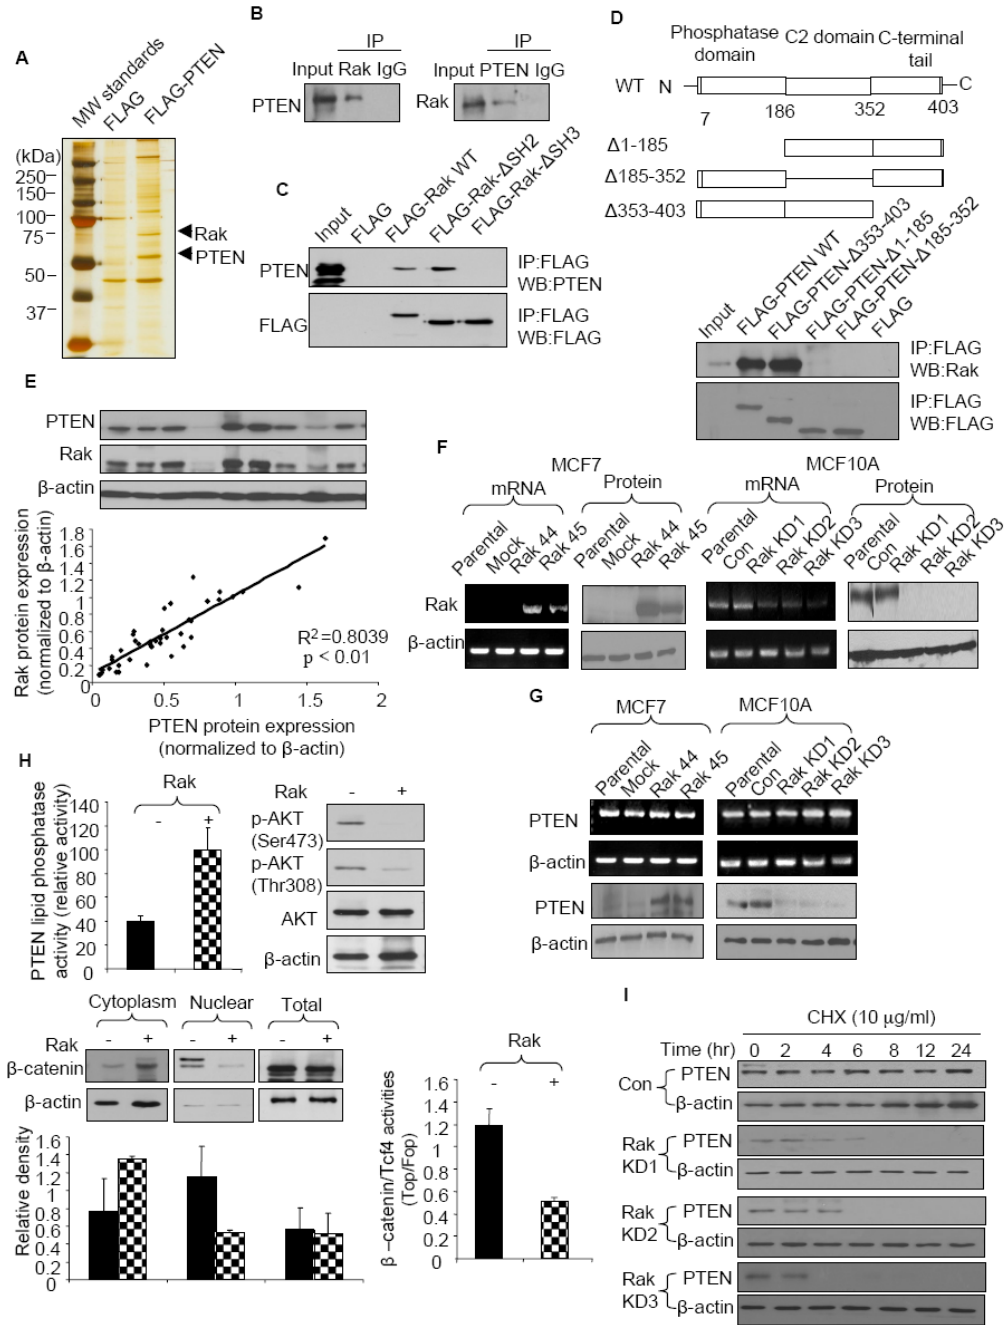 A
MW standards
FLAG
FLAG-PTEN
(kDa)
250
150
100
75
50
37
Rak
PTEN
B
IP
Input Rak IgG
PTEN
IP
Input PTEN IgG
Rak
C
Input
FLAG
FLAG-Rak WT
FLAG-Rak-ΔSH2
FLAG-Rak-ΔSH3
PTEN
IP:FLAG
WB:PTEN
FLAG
IP:FLAG
WB:FLAG
D
Phosphatase domain
C2 domain
C-terminal tail
WT N
C
7
186
352
403
Δ1-185
Δ185-352
Δ353-403
Input
FLAG-PTEN WT
FLAG-PTEN-Δ353-403
FLAG-PTEN-Δ1-185
FLAG-PTEN-Δ185-352
FLAG
IP:FLAG
WB:Rak
IP:FLAG
WB:FLAG
E
PTEN
Rak
β-actin
Rak protein expression
(normalized to β-actin)
1.8
1.6
1.4
1.2
1
0.8
0.6
0.4
0.2
0
0.5
1
1.5
2
R²=0.8039
p < 0.01
PTEN protein expression
(normalized to β-actin)
F
MCF7
mRNA
Protein
Parental
Mock
Rak 44
Rak 45
Parental
Mock
Rak 44
Rak 45
MCF10A
mRNA
Protein
Parental
Con
Rak KD1
Rak KD2
Rak KD3
Parental
Con
Rak KD1
Rak KD2
Rak KD3
Rak
β-actin
G
MCF7
Parental
Mock
Rak 44
Rak 45
MCF10A
Parental
Con
Rak KD1
Rak KD2
Rak KD3
PTEN
β-actin
PTEN
β-actin
H
Rak
- +
PTEN lipid phosphatase
activity (relative activity)
140
120
100
80
60
40
20
0
Rak - +
p-AKT
(Ser473)
p-AKT
(Thr308)
AKT
β-actin
Cytoplasm
Nuclear
Total
Rak - + - + - +
β-catenin
β-actin
Relative density
1.6
1.4
1.2
1
0.8
0.6
0.4
0
Rak
- +
β –catenin/Tcf4 activities
(Top/Fop)
1.6
1.4
1.2
1
0.8
0.6
0.4
0.2
0
I
CHX (10 μg/ml)
Time (hr) 0 2 4 6 8 12 24
Con
PTEN
β-actin
Rak KD1
PTEN
β-actin
Rak KD2
PTEN
β-actin
Rak KD3
PTEN
β-actin